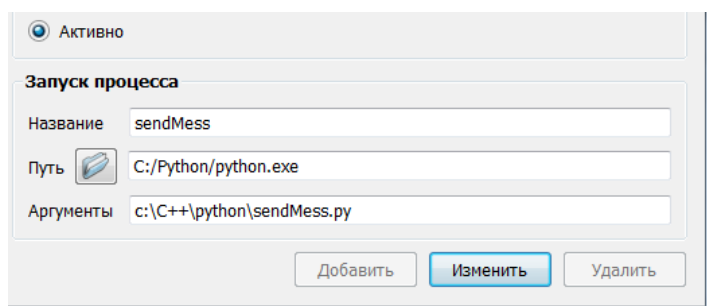 Активно
Запуск процесса
Название sendMess
Путь C:/Python/python.exe
Аргументы c:\C++\python\sendMess.py
Добавить Изменить Удалить